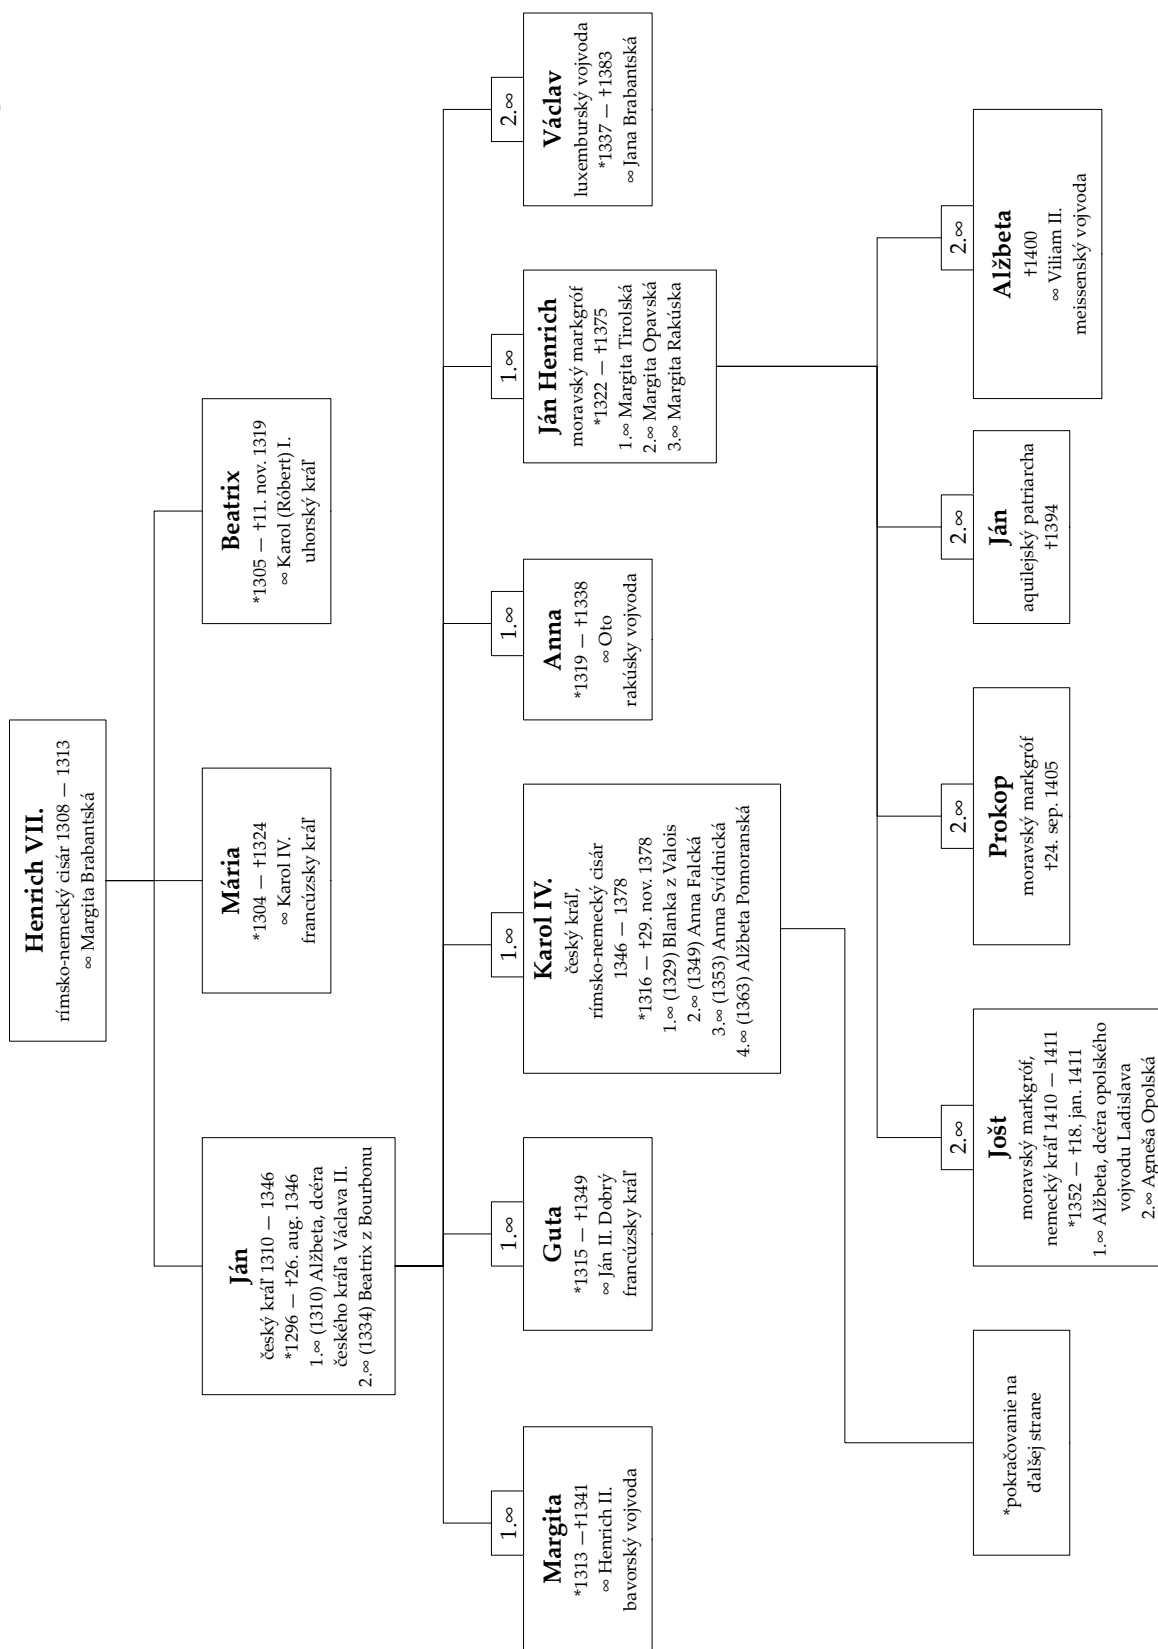 Henrich VII.
rímsko-nemecký cisár 1308 — 1313
∞ Margita Brabantská
Ján
český kráľ 1310 — 1346
*1296 — †26. aug. 1346
1.∞ (1310) Alžbeta, dcéra
českého kráľa Václava II.
2.∞ (1334) Beatrix z Bourbonu
Mária
*1304 — †1324
∞ Karol IV.
francúzsky kráľ
Beatrix
*1305 — †11. nov. 1319
∞ Karol (Róbert) I.
uhorský kráľ
1.∞
Margita
*1313 —†1341
∞ Henrich II.
bavorský vojvoda
1.∞
Guta
*1315 — †1349
∞ Ján II. Dobrý
francúzsky kráľ
1.∞
Karol IV.
český kráľ,
rímsko-nemecký cisár
1346 — 1378
*1316 — †29. nov. 1378
1.∞ (1329) Blanka z Valois
2.∞ (1349) Anna Falcká
3.∞ (1353) Anna Svídnická
4.∞ (1363) Alžbeta Pomoranská
1.∞
Anna
*1319 — †1338
∞ Oto
rakúsky vojvoda
1.∞
Ján Henrich
moravský markgróf
*1322 — †1375
1.∞ Margita Tirolská
2.∞ Margita Opavská
3.∞ Margita Rakúska
2.∞
Václav
luxemburský vojvoda
*1337 — †1383
∞ Jana Brabantská
*pokračovanie na
ďalšej strane
2.∞
Jošt
moravský markgróf,
nemecký kráľ 1410 — 1411
*1352 — †18. jan. 1411
1.∞ Alžbeta, dcéra opolského
vojvodu Ladislava
2.∞ Agneša Opolská
2.∞
Prokop
moravský markgróf
†24. sep. 1405
2.∞
Ján
aquilejský patriarcha
†1394
2.∞
Alžbeta
†1400
∞ Viliam II.
meissenský vojvoda